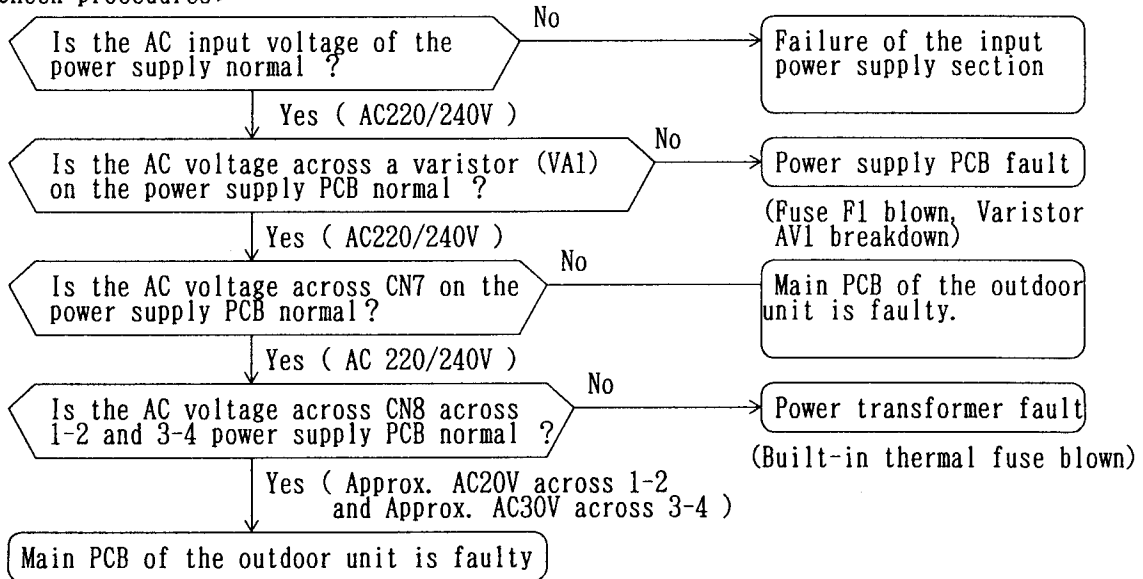 check procedures>
No
Is the AC input voltage of the
power supply normal ?
Failure of the input
power supply section
Yes ( AC220/240V )
No
Is the AC voltage across a varistor (VA1)
on the power supply PCB normal ?
Power supply PCB fault
(Fuse F1 blown, Varistor
AV1 breakdown)
Yes ( AC220/240V )
No
Is the AC voltage across CN7 on the
power supply PCB normal?
Main PCB of the outdoor
unit is faulty.
Yes ( AC 220/240V )
No
Is the AC voltage across CN8 across
1-2 and 3-4 power supply PCB normal ?
Power transformer fault
(Built-in thermal fuse blown)
Yes ( Approx. AC20V across 1-2
and Approx. AC30V across 3-4 )
Main PCB of the outdoor unit is faulty